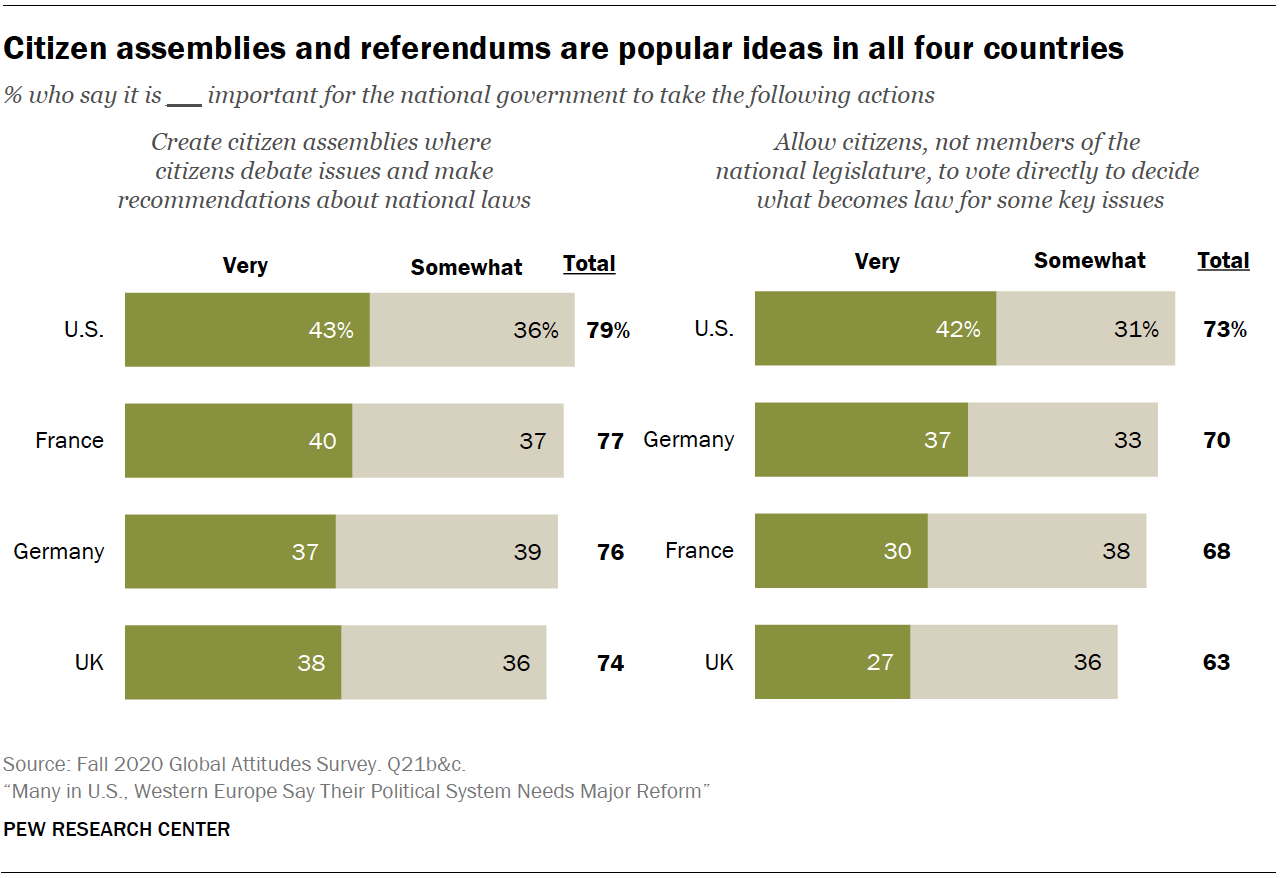 Citizen assemblies and referendums are popular ideas in all four countries
% who say it is ___ important for the national government to take the following actions
Create citizen assemblies where
citizens debate issues and make
recommendations about national laws
Very Somewhat Total
U.S. 43% 36% 79%
France 40 37 77
Germany 37 39 76
UK 38 36 74
Allow citizens, not members of the
national legislature, to vote directly to decide
what becomes law for some key issues
Very Somewhat Total
U.S. 42% 31% 73%
Germany 37 33 70
France 30 38 68
UK 27 36 63
Source: Fall 2020 Global Attitudes Survey. Q21b&c.
“Many in U.S., Western Europe Say Their Political System Needs Major Reform”
PEW RESEARCH CENTER